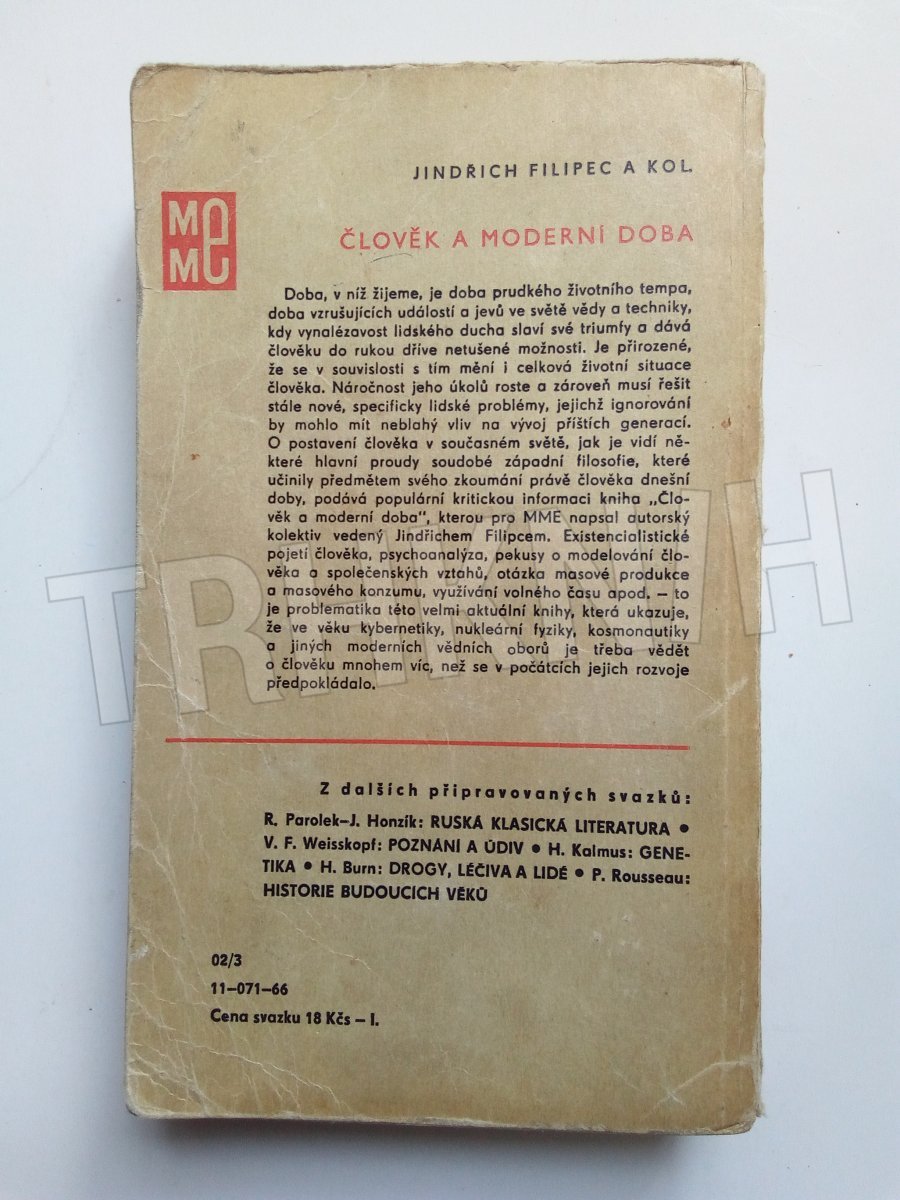 JINDŘICH FILIPEC A KOL.
MME
ČLOVĚK A MODERNÍ DOBA
Doba, v níž žijeme, je doba prudkého životního tempa,
doba vzrušujících událostí a jevů ve světě vědy a techniky,
kdy vynalézavost lidského ducha slaví své triumfy a dává
člověku do rukou dříve netušené možnosti. Je přirozené,
že se v souvislosti s tím mění i celková životní situace
člověka. Náročnost jeho úkolů roste a zároveň musí řešit
stále nové, specificky lidské problémy, jejichž ignorování
by mohlo mít neblahý vliv na vývoj příštích generací.
O postavení člověka v současném světě, jak je vidí ně-
které hlavní proudy soudobé západní filosofie, které
učinily předmětem svého zkoumání právě člověka dnešní
doby, podává populární kritickou informaci kniha „Člo-
věk a moderní doba", kterou pro MME napsal autorský
kolektiv vedený Jindřichem Filipcem. Existencialistické
pojetí člověka, psychoanalýza, pekusy o modelování člo-
věka a společenských vztahů, otázka masové produkce
a masového konzumu, využívání volného času apod. – to
je problematika této velmi aktuální knihy, která ukazuje,
že ve věku kybernetiky, nukleární fyziky, kosmonautiky
a jiných moderních vědních oborů je třeba vědět
o člověku mnohem víc, než se v počátcích jejich rozvoje
předpokládalo.
Z dalších připravovaných svazků:
R. Parolek–J. Honzík: RUSKÁ KLASICKÁ LITERATURA •
V. F. Weisskopf: POZNÁNÍ A ÚDIV • H. Kalmus: GENE-
TIKA • H. Burn: DROGY, LÉČIVA A LIDÉ • P. Rousseau:
HISTORIE BUDOUCÍCH VĚKŮ
02/3
11–071–66
Cena svazku 18 Kčs – I.